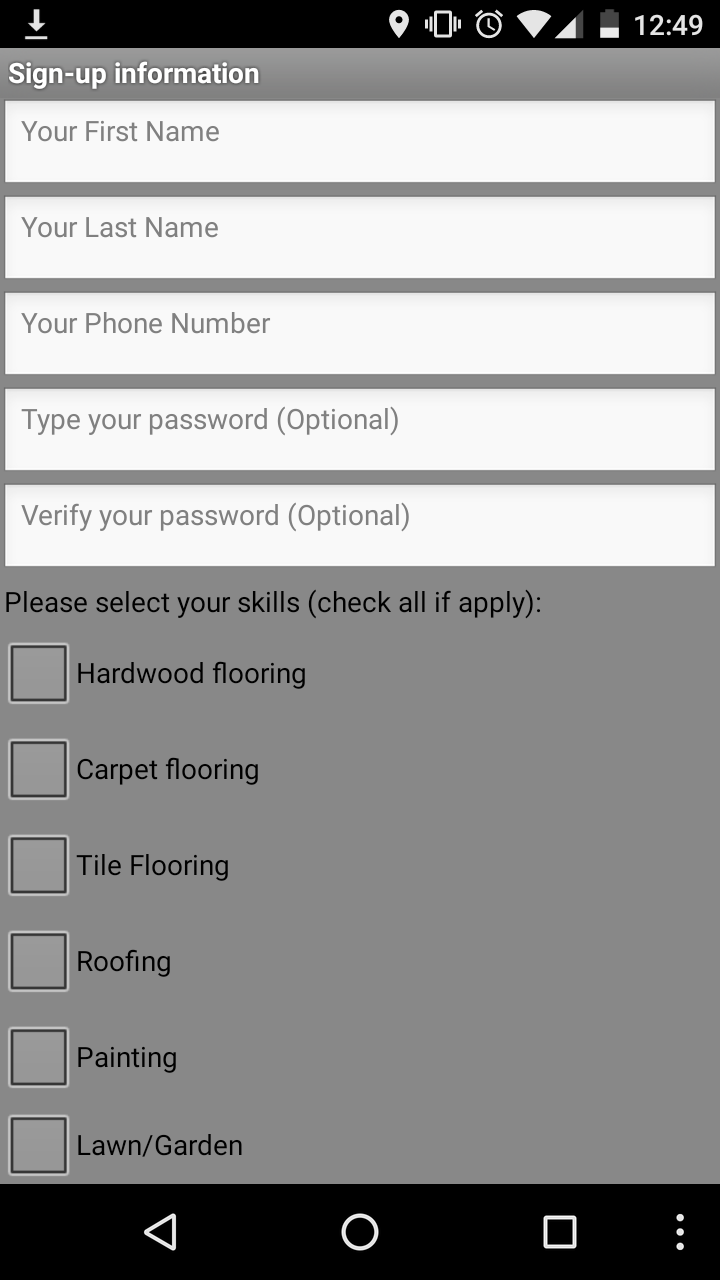 12:49
Sign-up information
Your First Name
Your Last Name
Your Phone Number
Type your password (Optional)
Verify your password (Optional)
Please select your skills (check all if apply):
Hardwood flooring
Carpet flooring
Tile Flooring
Roofing
Painting
Lawn/Garden